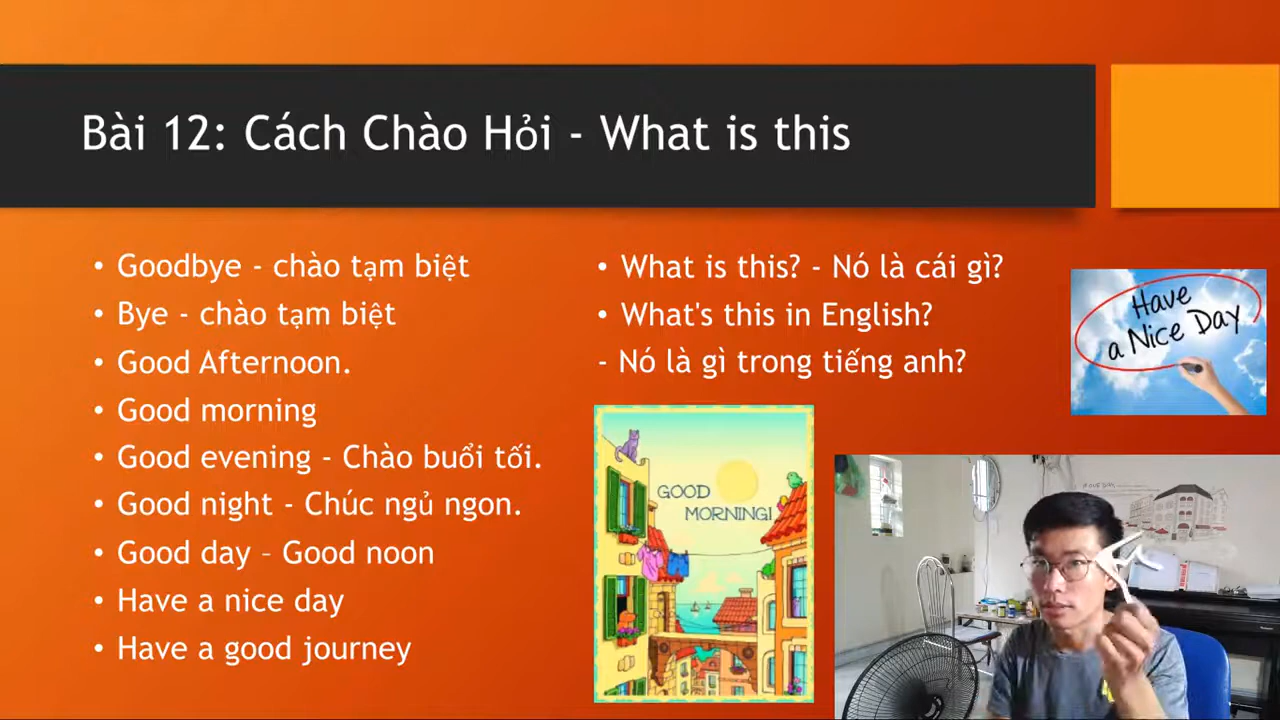 Bài 12: Cách Chào Hỏi - What is this
• Goodbye - chào tạm biệt
• Bye - chào tạm biệt
• Good Afternoon.
• Good morning
• Good evening - Chào buổi tối.
• Good night - Chúc ngủ ngon.
• Good day – Good noon
• Have a nice day
• Have a good journey
• What is this? - Nó là cái gì?
• What's this in English?
- Nó là gì trong tiếng anh?
Have
a Nice Day
GOOD
MORNING!